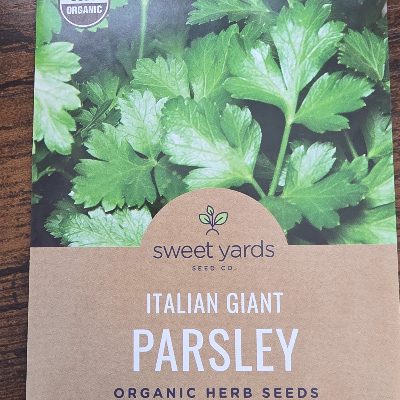 ORGANIC
sweet yards
SEED CO.
ITALIAN GIANT
PARSLEY
ORGANIC HERB SEEDS